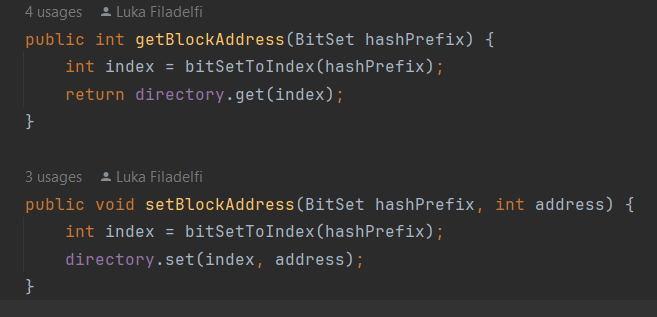 4 usages Luka Filadelfi
public int getBlockAddress(BitSet hashPrefix) {
    int index = bitSetToIndex(hashPrefix);
    return directory.get(index);
}
3 usages Luka Filadelfi
public void setBlockAddress(BitSet hashPrefix, int address) {
    int index = bitSetToIndex(hashPrefix);
    directory.set(index, address);
}